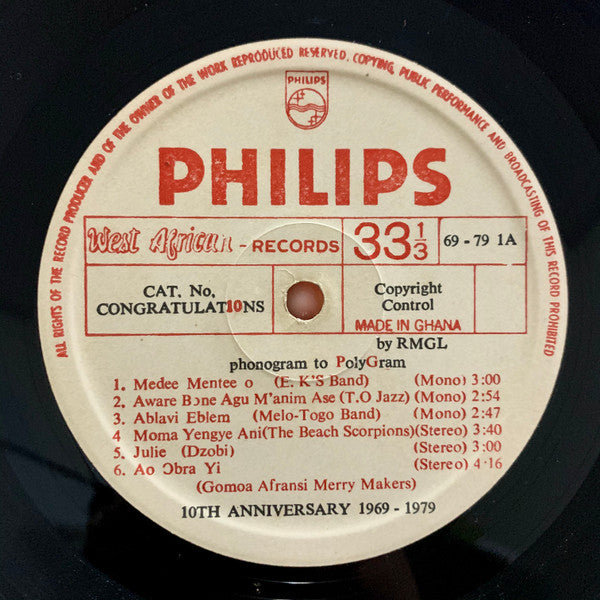 ALL RIGHTS OF THE RECORD PRODUCER AND OF THE OWNER OF THE WORK REPRODUCED RESERVED. COPYING, PUBLIC PERFORMANCE AND BROADCASTING OF THIS RECORD PROHIBITED
PHILIPS
PHILIPS
West African - RECORDS 33 1/3 69 - 79 1A
CAT. No. CONGRATULAT10NS
Copyright Control
MADE IN GHANA
by RMGL
phonogram to PolyGram
1. Medee Mentee o (E. K'S Band) (Mono) 3:00
2. Aware Bɔne Agu M'anim Ase (T.O Jazz) (Mono) 2:54
3. Ablavi Eblem (Melo-Togo Band) (Mono) 2:47
4 Moma Yengye Ani(The Beach Scorpions)(Stereo) 3:40
5. Julie (Dzobi) (Stereo) 3:00
6. Ao Ɔbra Yi (Stereo) 4·16
(Gomoa Afransi Merry Makers)
10TH ANNIVERSARY 1969 - 1979